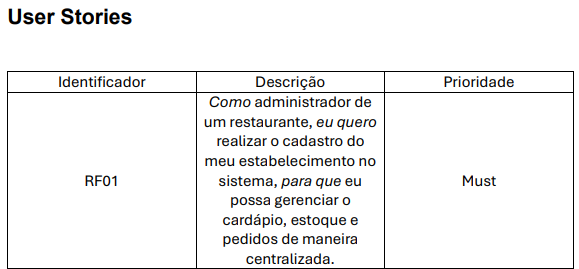 User Stories
Identificador Descrição Prioridade
Como administrador de
um restaurante, eu quero
realizar o cadastro do
meu estabelecimento no
RF01 sistema, para que eu Must
possa gerenciar o
cardápio, estoque e
pedidos de maneira
centralizada.